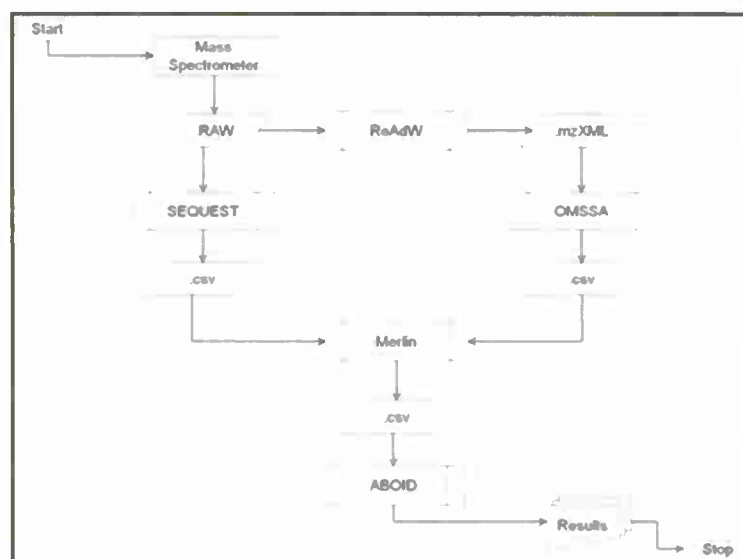 Start
Mass
Spectrometer
RAW
ReAdW
.mzXML
SEQUEST
OMSSA
.csv
.csv
Merlin
.csv
ABOID
Results
Stop